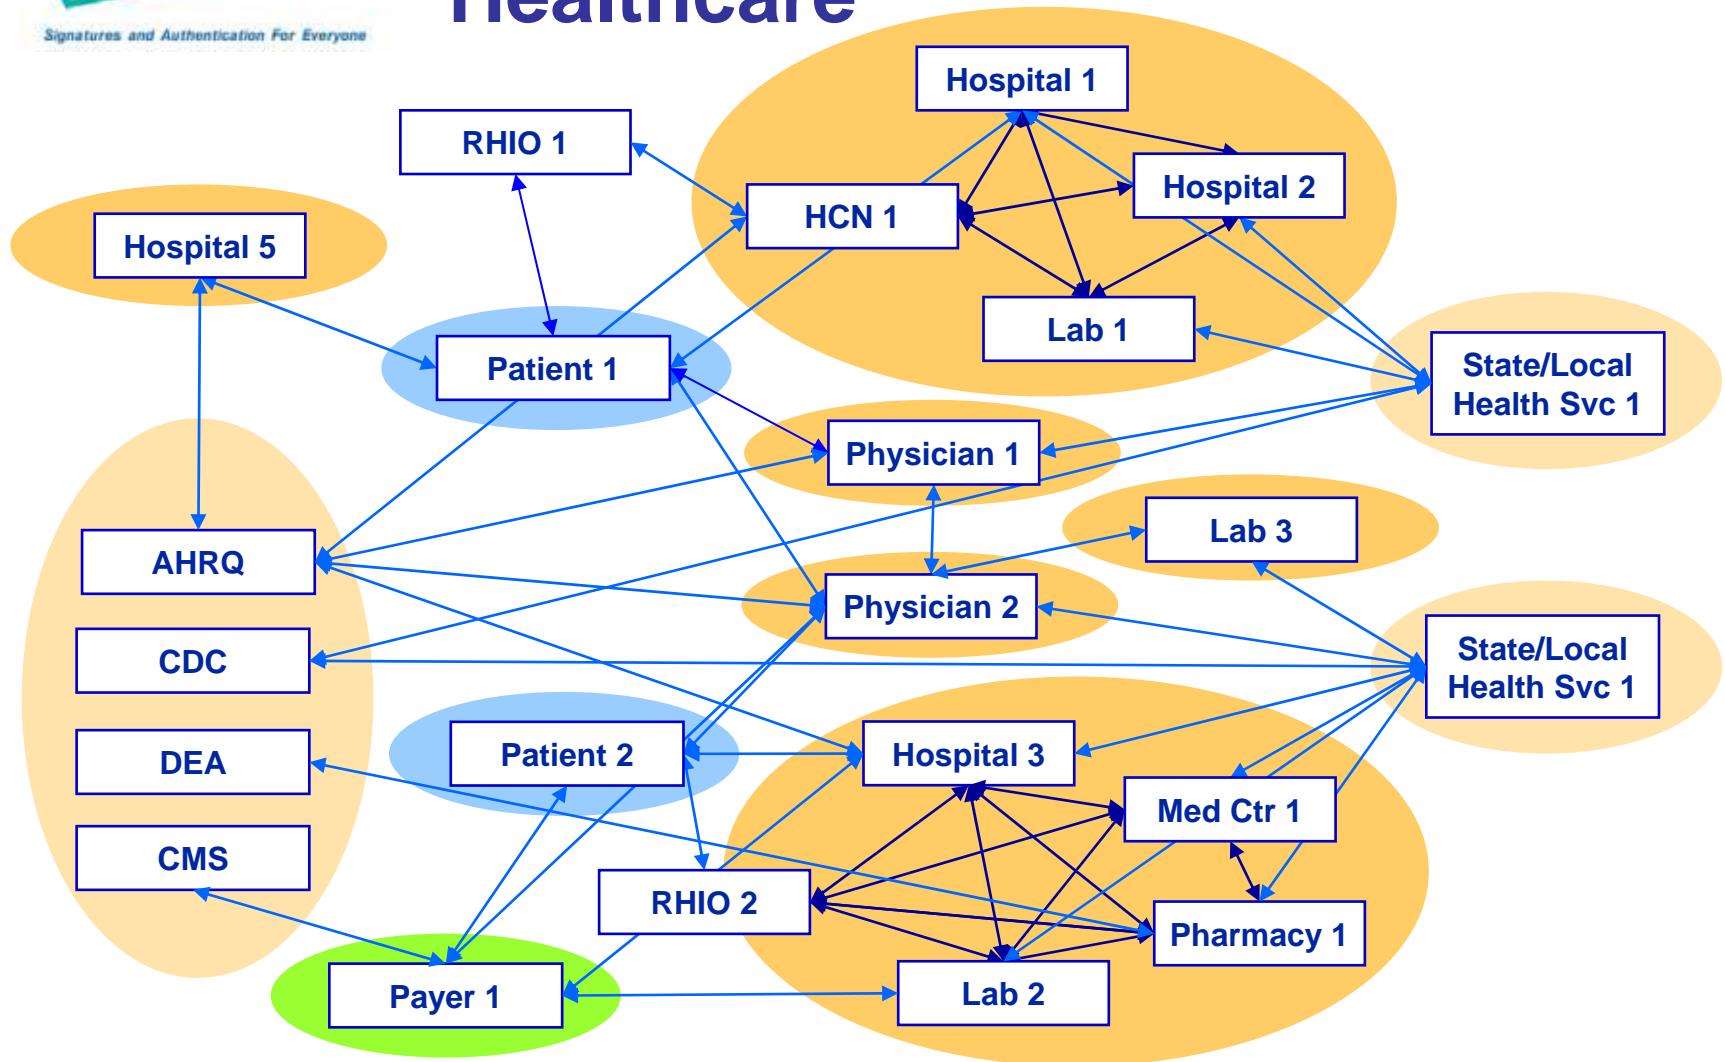 Healthcare
Signatures and Authentication For Everyone
Hospital 1
RHIO 1
Hospital 2
HCN 1
Hospital 5
Lab 1
Patient 1
State/Local
Health Svc 1
Physician 1
Lab 3
AHRQ
Physician 2
CDC
State/Local
Health Svc 1
Patient 2
Hospital 3
DEA
Med Ctr 1
CMS
RHIO 2
Pharmacy 1
Payer 1
Lab 2